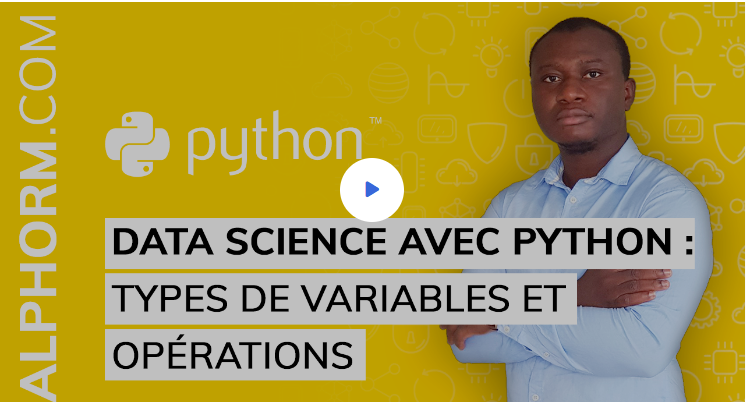 ALPHORM.COM
python™
DATA SCIENCE AVEC PYTHON :
TYPES DE VARIABLES ET
OPÉRATIONS